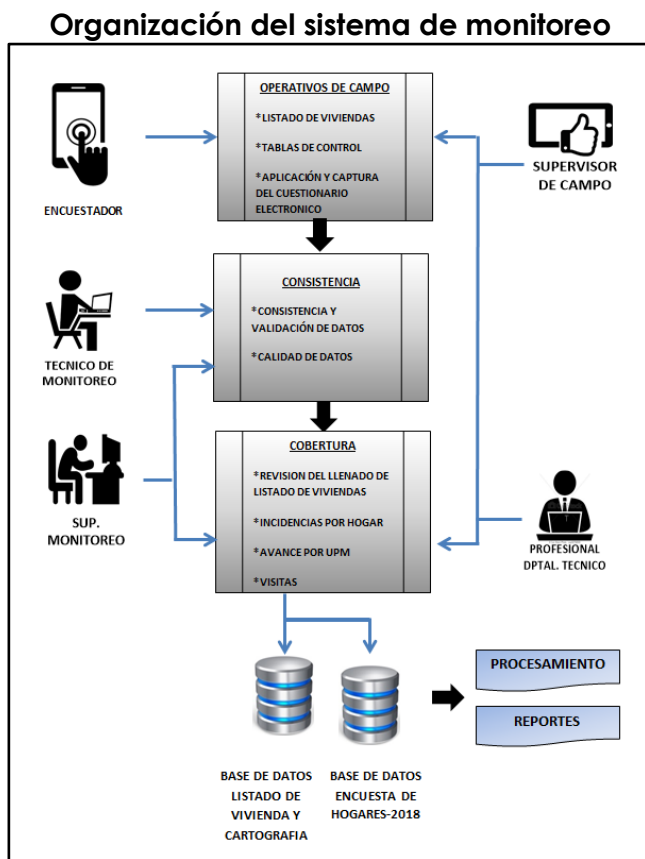 Organización del sistema de monitoreo
OPERATIVOS DE CAMPO
*LISTADO DE VIVIENDAS
*TABLAS DE CONTROL
*APLICACIÓN Y CAPTURA
DEL CUESTIONARIO
ELECTRONICO
ENCUESTADOR
SUPERVISOR
DE CAMPO
CONSISTENCIA
*CONSISTENCIA Y
VALIDACIÓN DE DATOS
*CALIDAD DE DATOS
TECNICO DE
MONITOREO
COBERTURA
*REVISION DEL LLENADO DE
LISTADO DE VIVIENDAS
*INCIDENCIAS POR HOGAR
*AVANCE POR UPM
*VISITAS
SUP.
MONITOREO
PROFESIONAL
DPTAL. TECNICO
PROCESAMIENTO
REPORTES
BASE DE DATOS
LISTADO DE
VIVIENDA Y
CARTOGRAFIA
BASE DE DATOS
ENCUESTA DE
HOGARES-2018